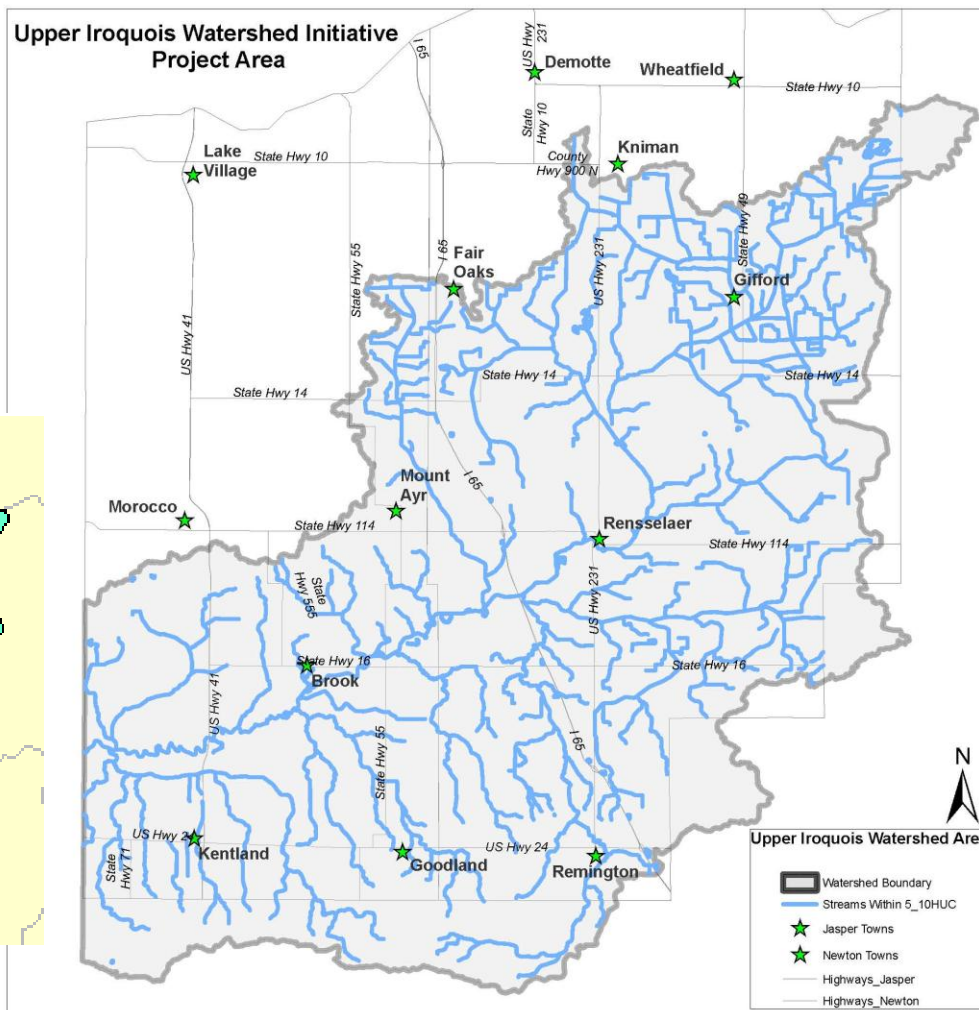 Upper Iroquois Watershed Initiative
Project Area
I 65
US Hwy
231
Demotte
Wheatfield
State Hwy 10
State
Hwy 10
Lake
Village
State Hwy 10
County
Hwy 900 N
Kniman
State Hwy 49
State Hwy 55
I 65
Fair
Oaks
US Hwy 231
Gifford
US Hwy 41
State Hwy 14
State Hwy 14
State Hwy 14
Mount
Ayr
I 65
Morocco
State Hwy 114
Rensselaer
State Hwy 114
State
Hwy 555
US Hwy 231
State Hwy 16
Brook
State Hwy 16
US Hwy 41
State Hwy 55
I 65
N
US Hwy 2
Kentland
State
Hwy 71
Goodland
US Hwy 24
Remington
Upper Iroquois Watershed Are
Watershed Boundary
Streams Within 5_10HUC
Jasper Towns
Newton Towns
Highways_Jasper
Highways_Newton